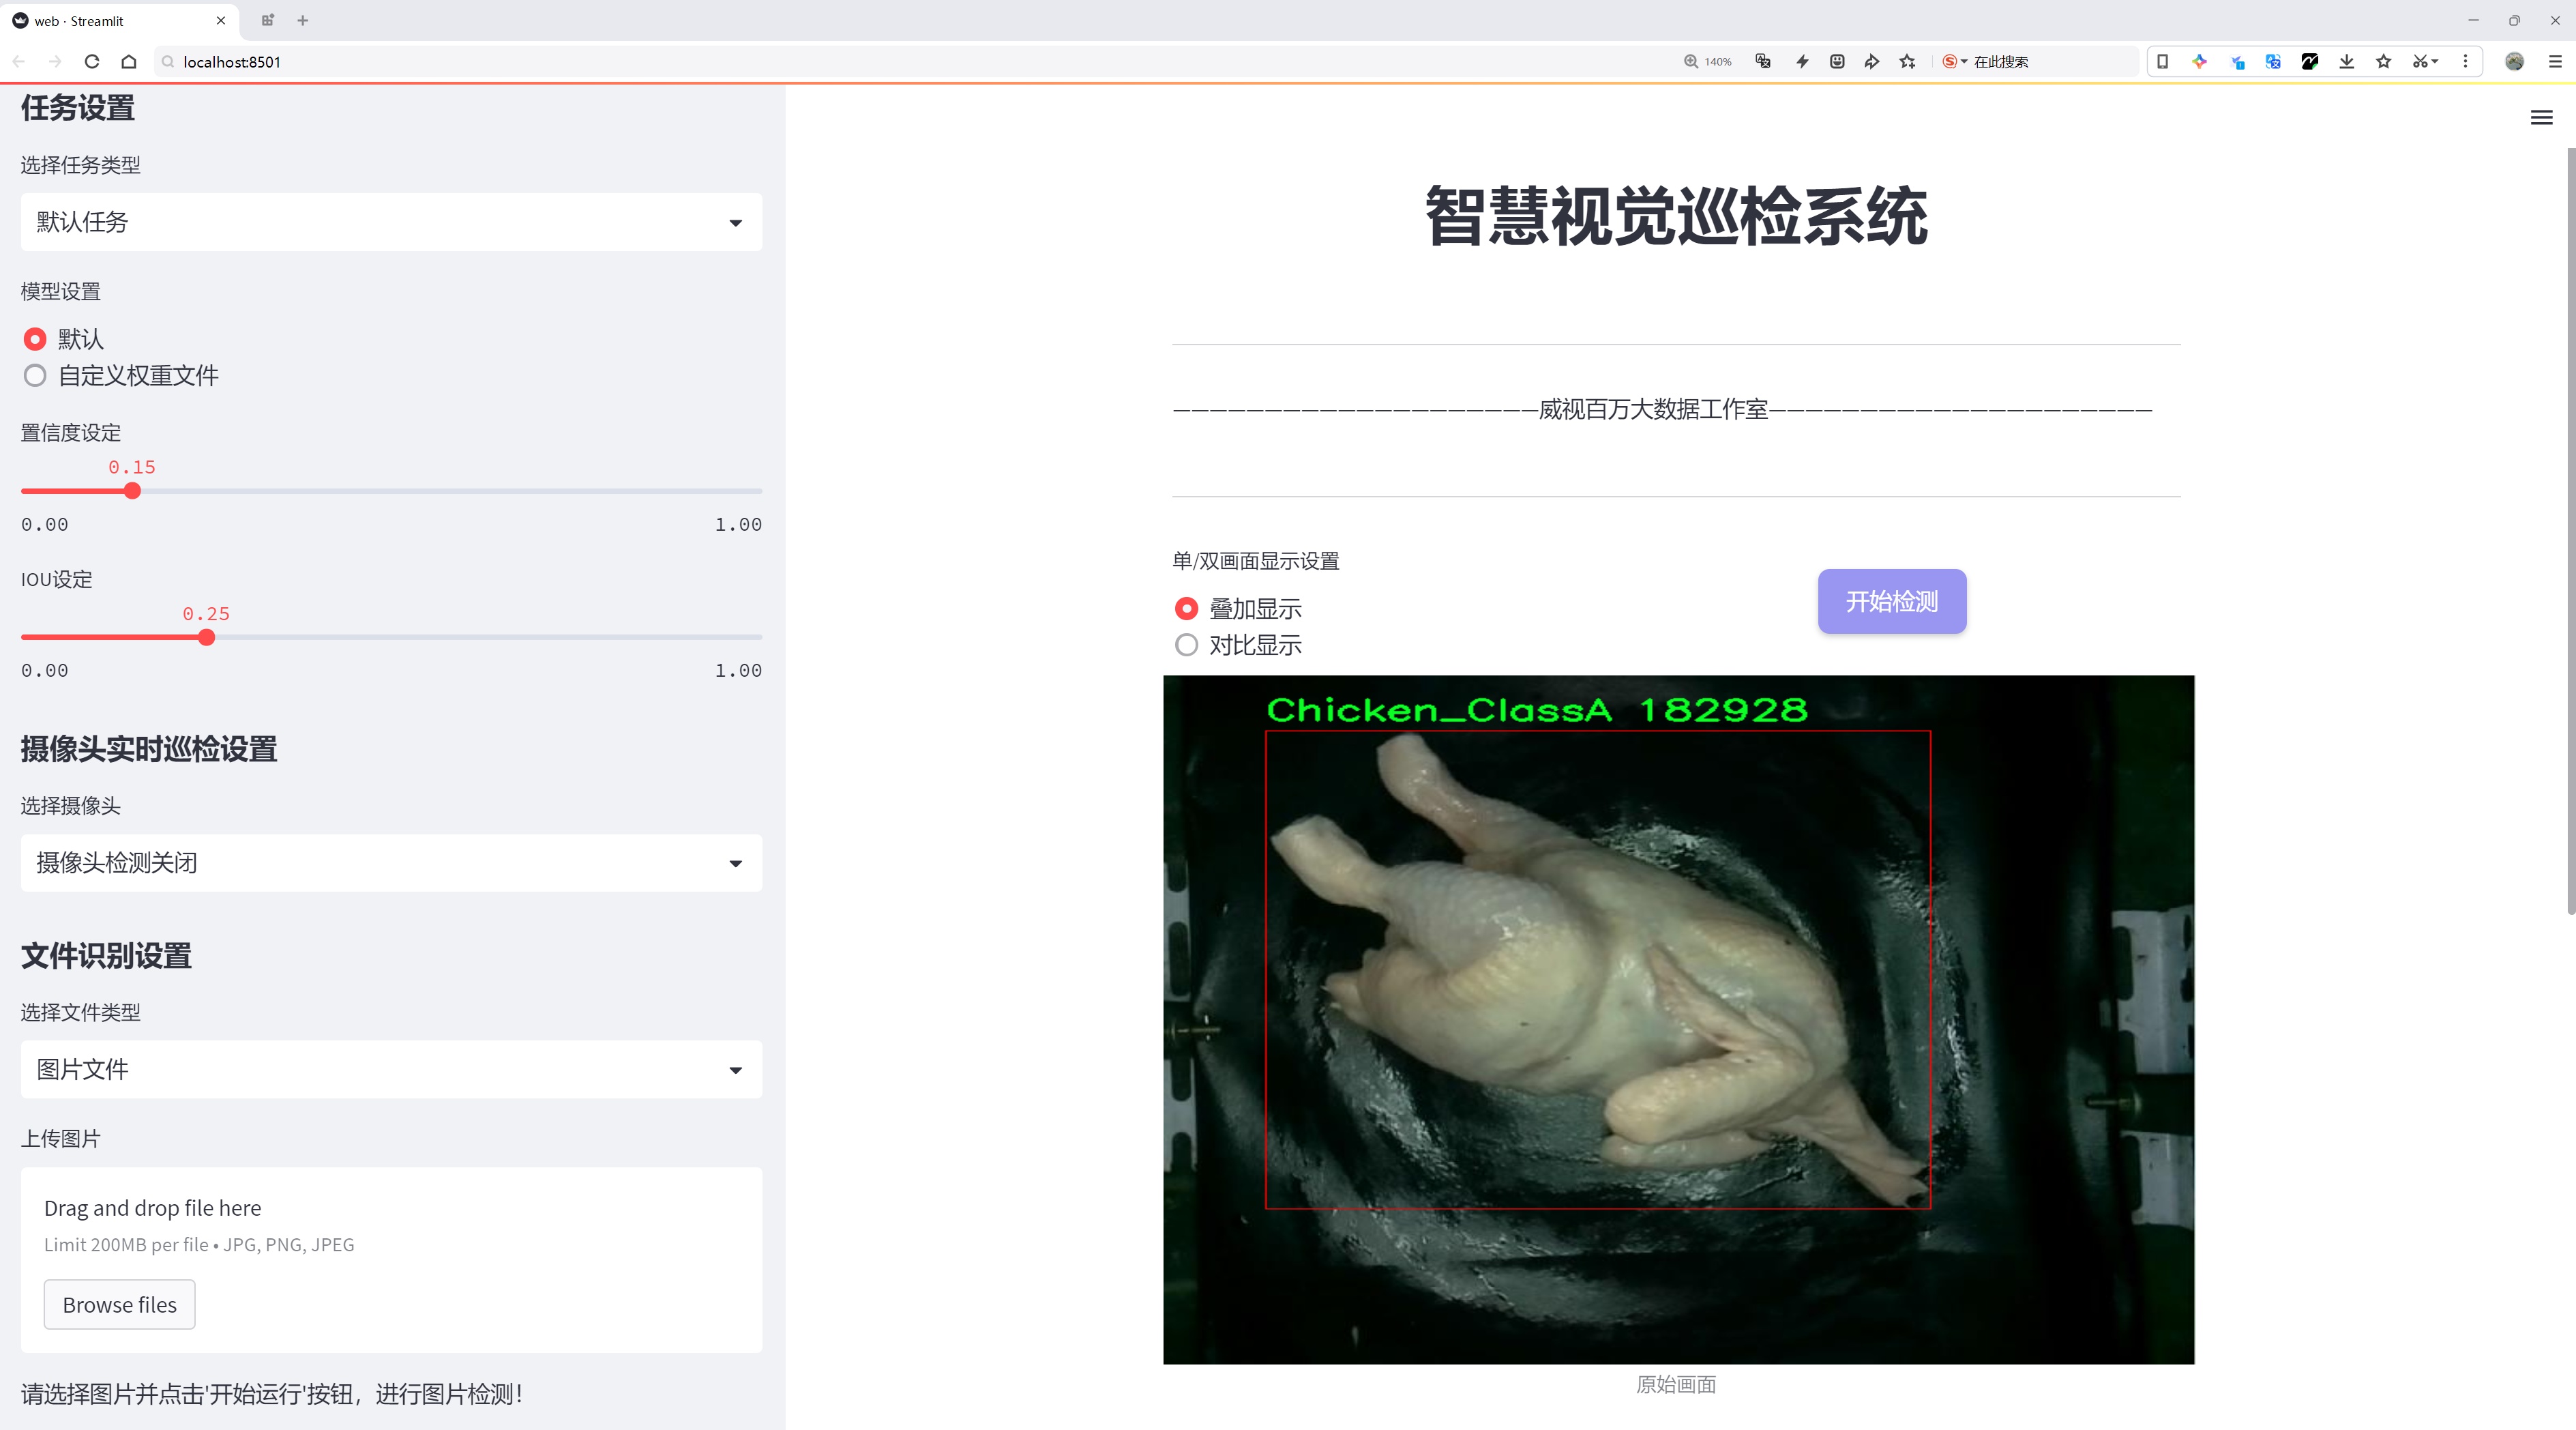 web · Streamlit
localhost:8501
140%
在此搜索
任务设置
选择任务类型
默认任务
模型设置
默认
自定义权重文件
置信度设定
0.15
0.00 1.00
IOU设定
0.25
0.00 1.00
摄像头实时巡检设置
选择摄像头
摄像头检测关闭
文件识别设置
选择文件类型
图片文件
上传图片
Drag and drop file here
Limit 200MB per file • JPG, PNG, JPEG
Browse files
请选择图片并点击'开始运行'按钮，进行图片检测！
智慧视觉巡检系统
————————————————————威视百万大数据工作室—————————————————————
单/双画面显示设置
叠加显示
对比显示
开始检测
Chicken_ClassA 182928
原始画面